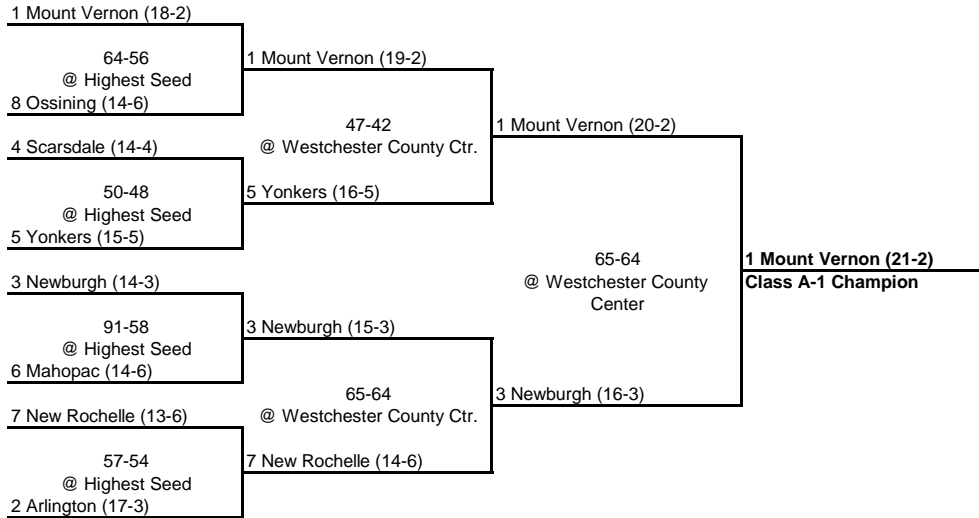 1 Mount Vernon (18-2)
64-56
@ Highest Seed
8 Ossining (14-6)
4 Scarsdale (14-4)
50-48
@ Highest Seed
5 Yonkers (15-5)
3 Newburgh (14-3)
91-58
@ Highest Seed
6 Mahopac (14-6)
7 New Rochelle (13-6)
57-54
@ Highest Seed
2 Arlington (17-3)
1 Mount Vernon (19-2)
47-42
@ Westchester County Ctr.
5 Yonkers (16-5)
3 Newburgh (15-3)
65-64
@ Westchester County Ctr.
7 New Rochelle (14-6)
1 Mount Vernon (20-2)
65-64
@ Westchester County
Center
3 Newburgh (16-3)
1 Mount Vernon (21-2)
Class A-1 Champion